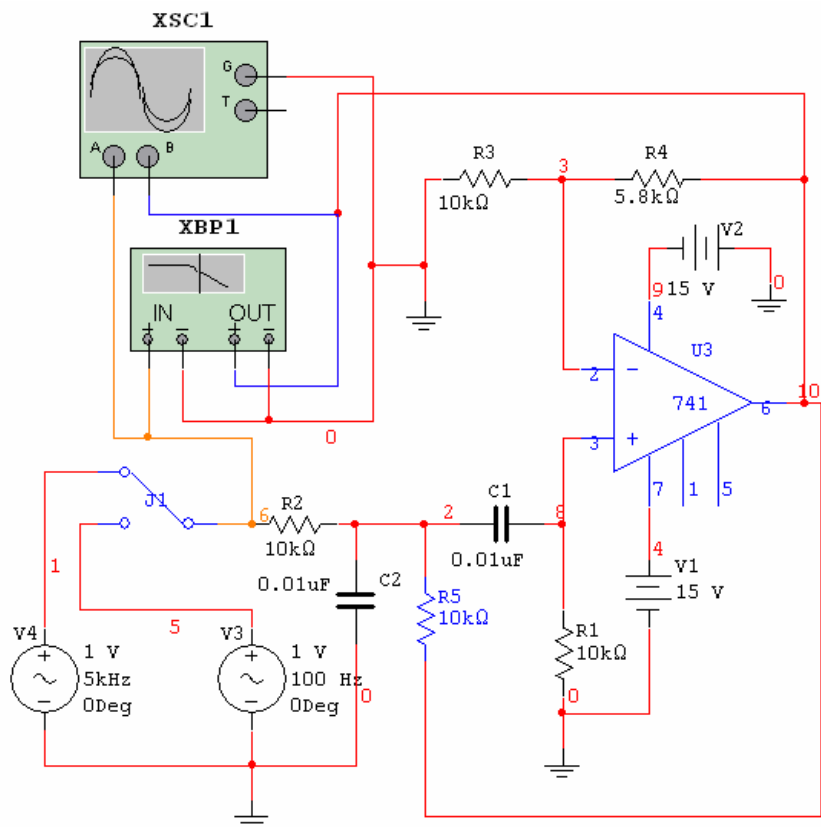 XSC1
G
T
A
B
XBP1
IN
OUT
0
R3
10kΩ
3
R4
5.8kΩ
V2
15 V
0
9
4
U3
2
741
6
10
3
7
1
5
8
4
V1
15 V
J1
6
R2
10kΩ
2
C1
0.01uF
0.01uF
C2
R5
10kΩ
R1
10kΩ
0
1
5
0
V4
1 V
5kHz
0Deg
V3
1 V
100 Hz
0Deg